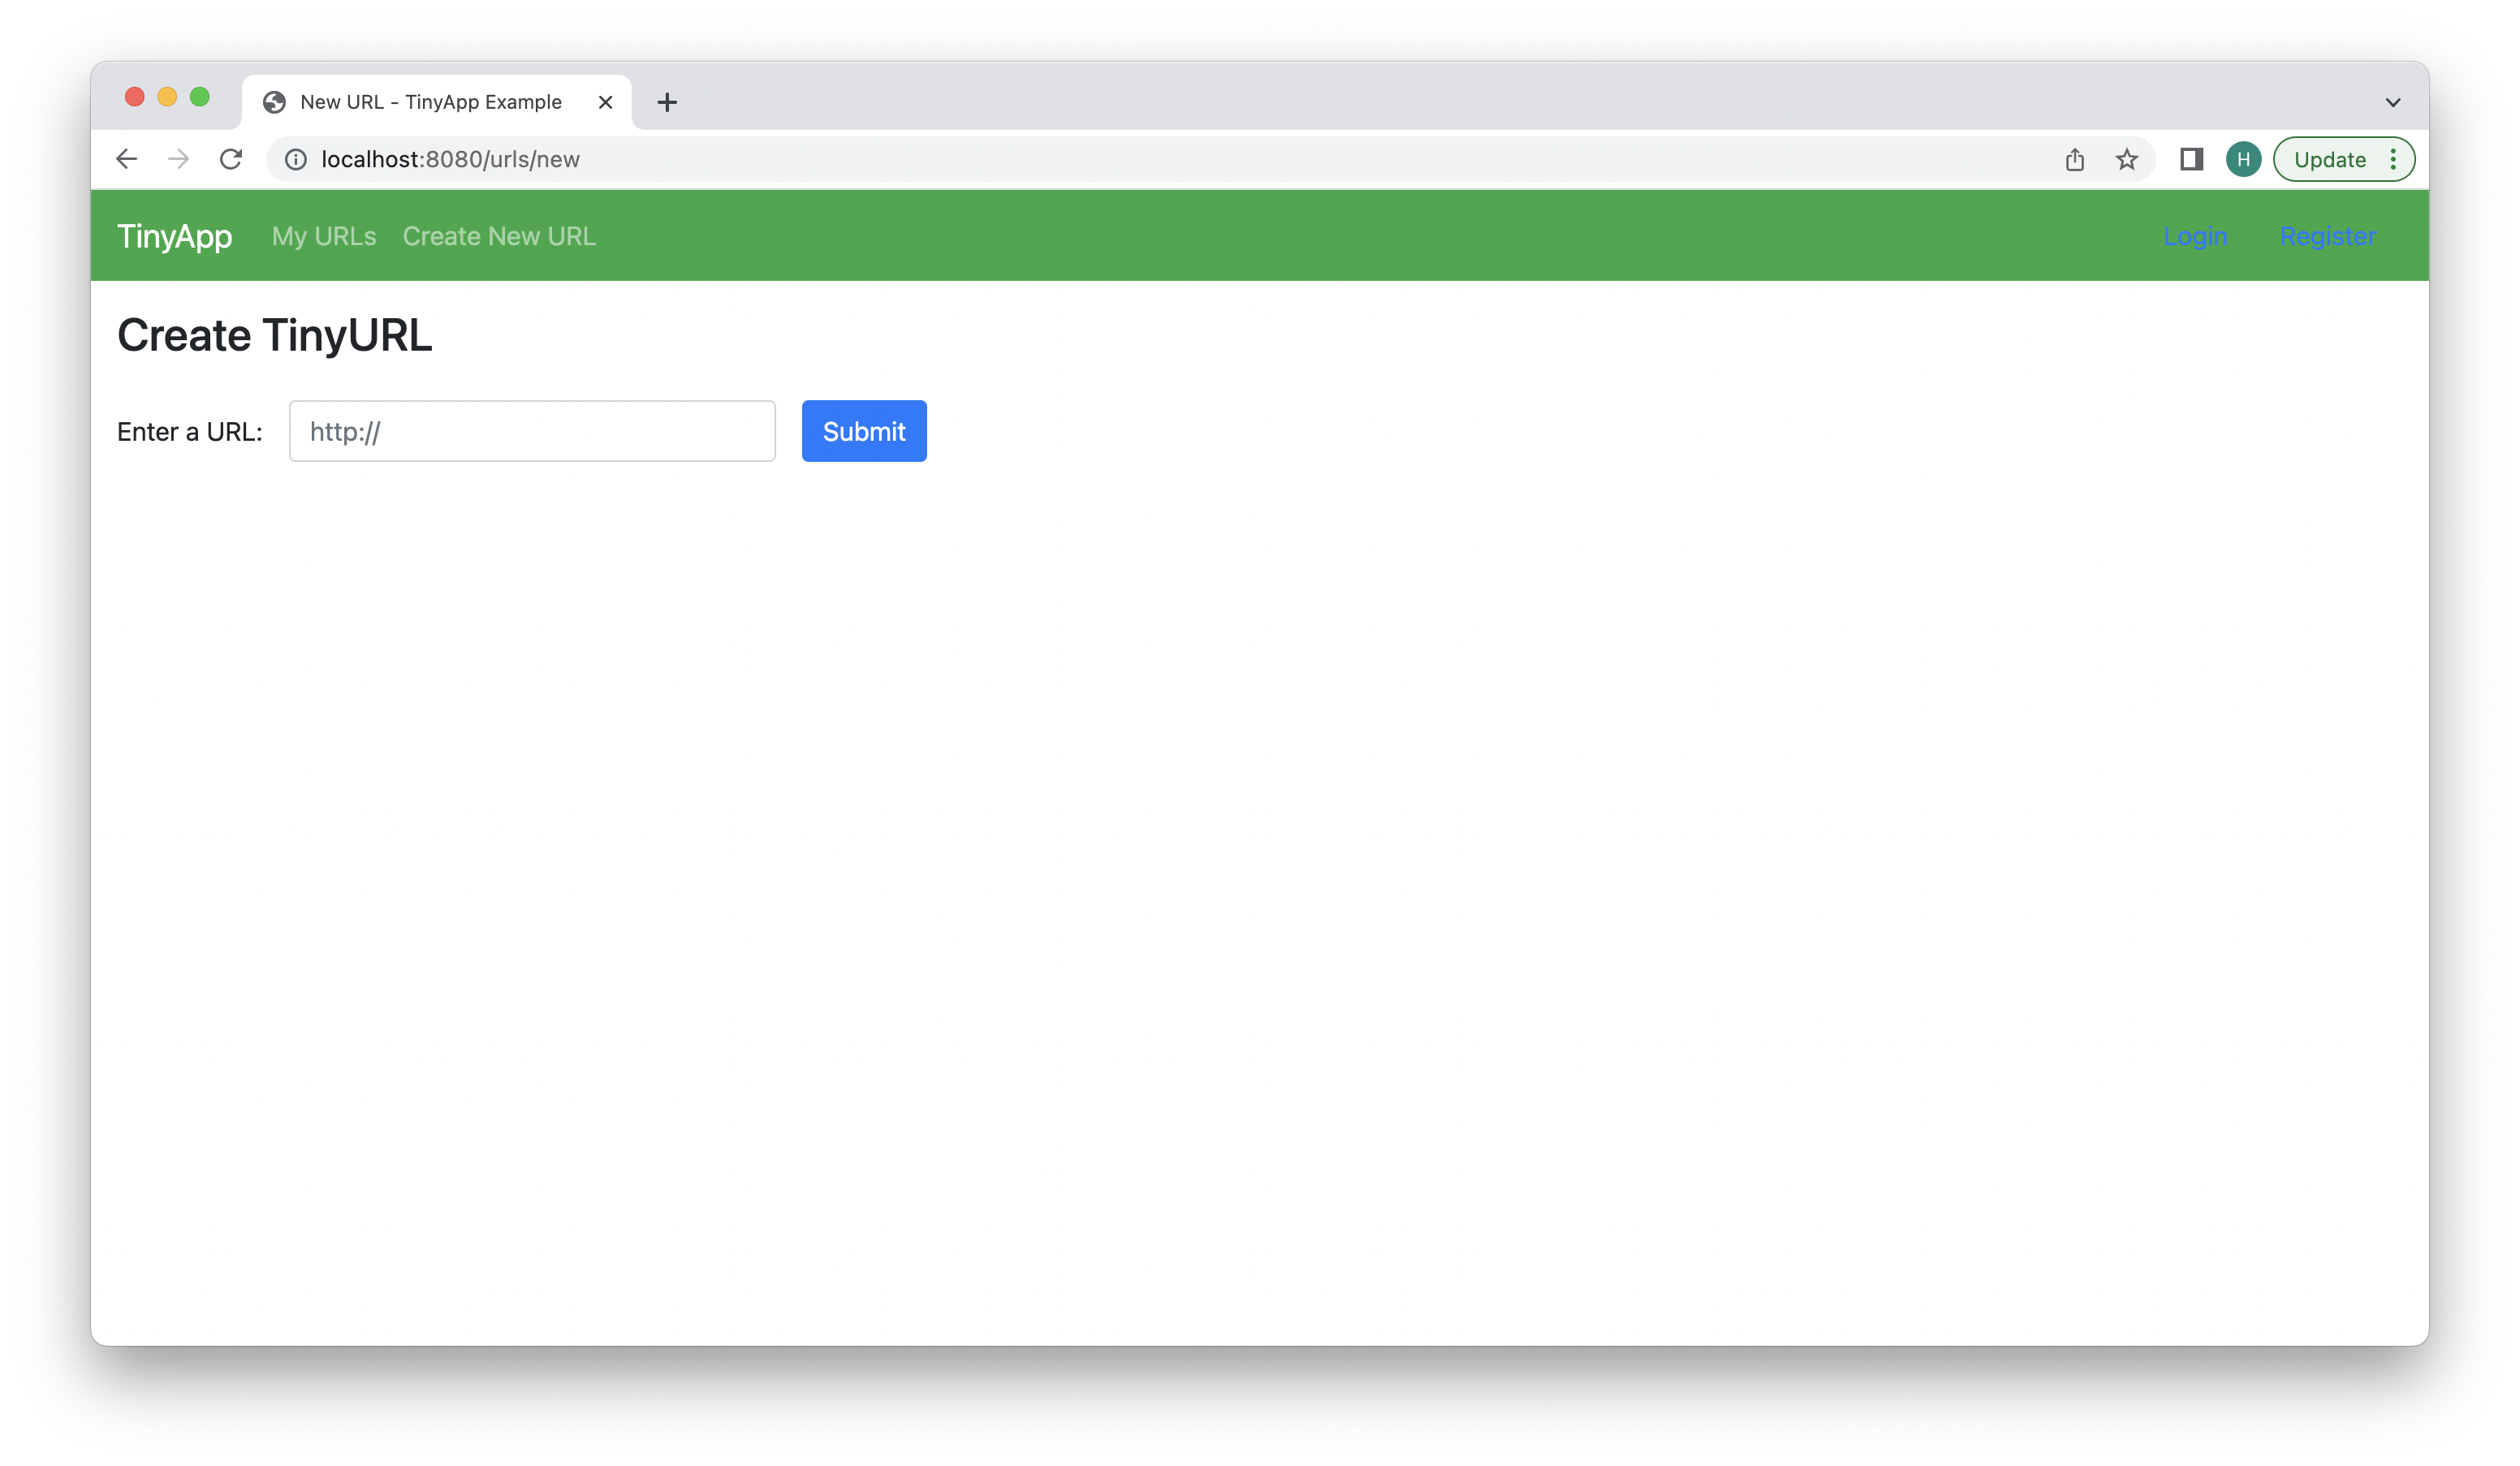 New URL - TinyApp Example
localhost:8080/urls/new
H
Update
TinyApp My URLs Create New URL Login Register
Create TinyURL
Enter a URL: http:// Submit